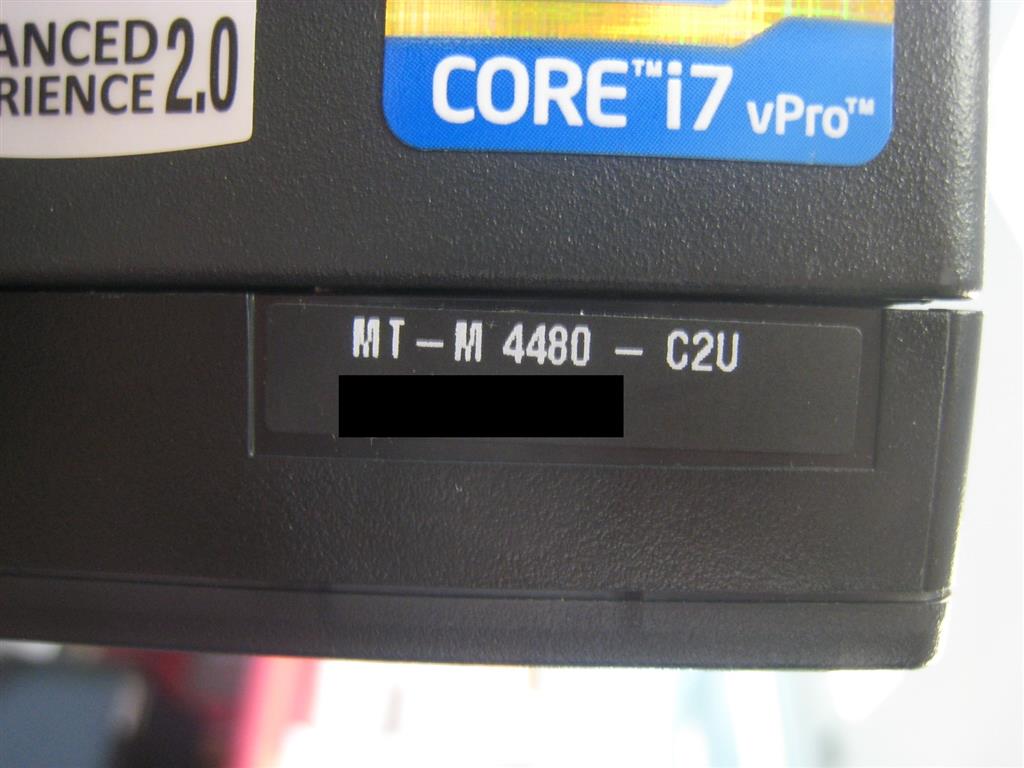 ANCED
RIENCE 2.0
CORE™ i7 vPro™
MT-M 4480 - C2U